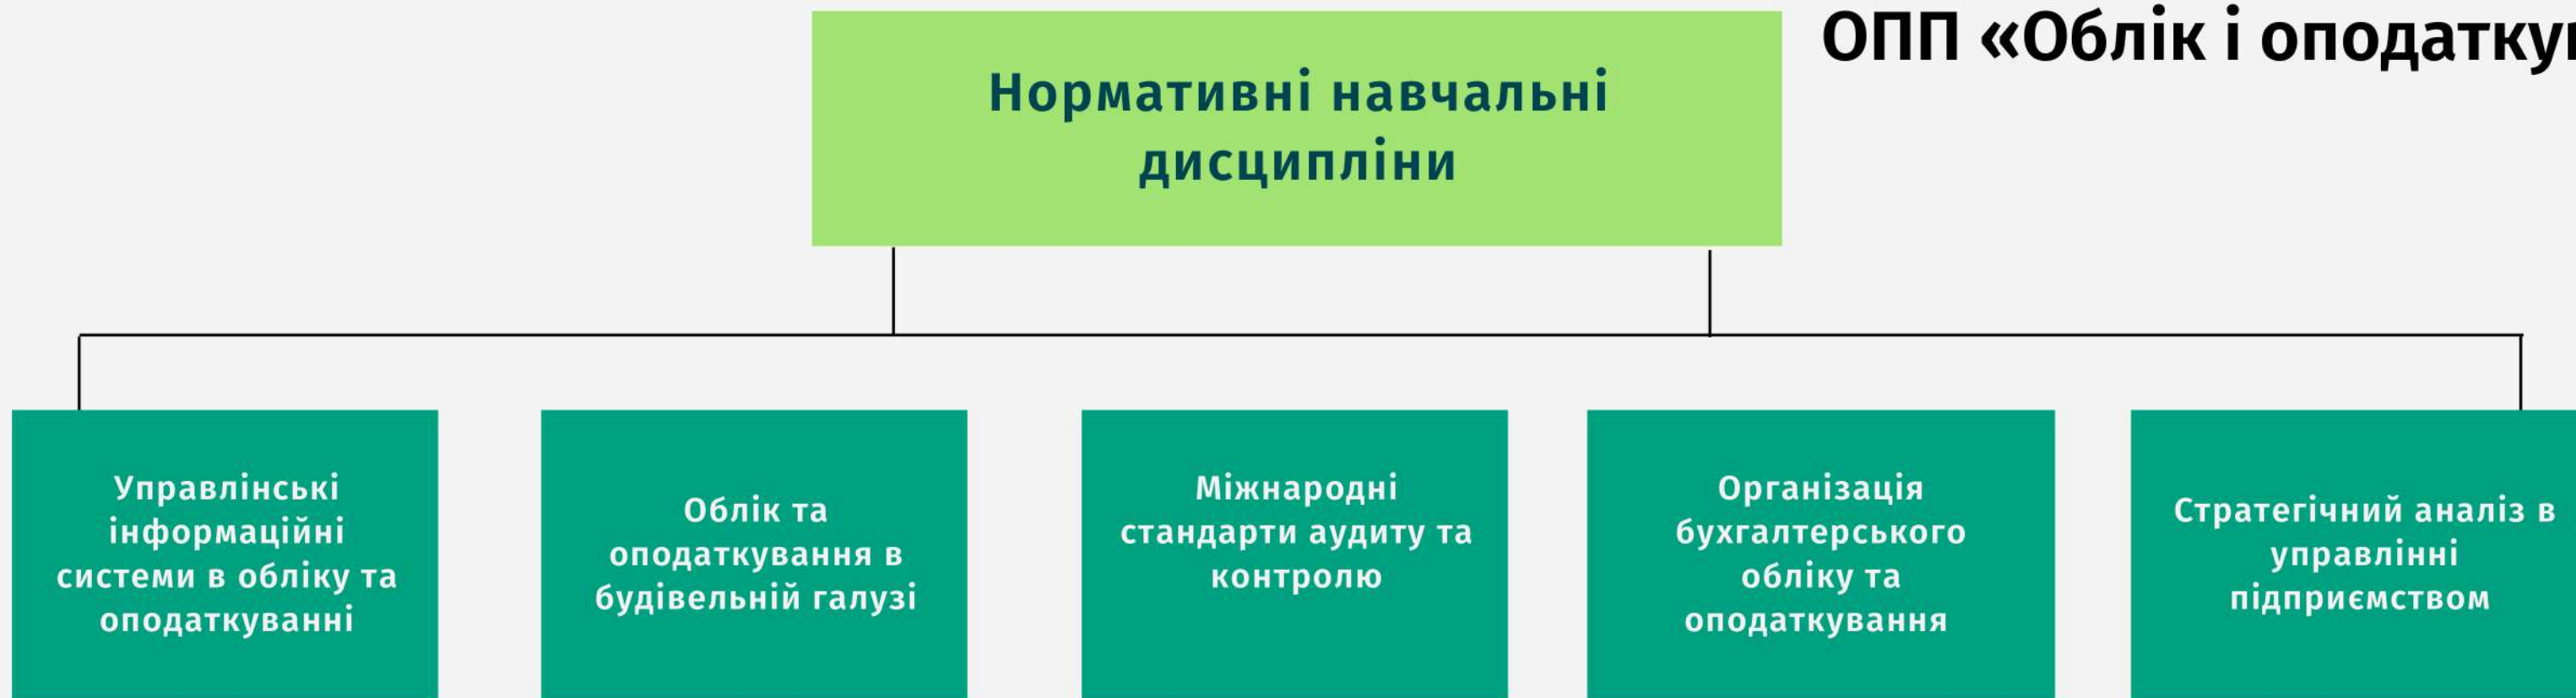 ОПП «Облік і оподатку
Нормативні навчальні
дисципліни
Управлінські
інформаційні
системи в обліку та
оподаткуванні
Облік та
оподаткування в
будівельній галузі
Міжнародні
стандарти аудиту та
контролю
Організація
бухгалтерського
обліку та
оподаткування
Стратегічний аналіз в
управлінні
підприємством